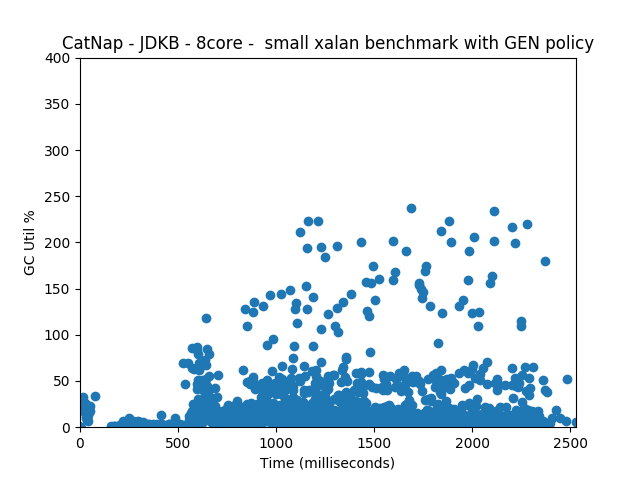 CatNap - JDKB - 8core -  small xalan benchmark with GEN policy
400
350
300
250
200
150
100
50
0
GC Util %
0 500 1000 1500 2000 2500
Time (milliseconds)